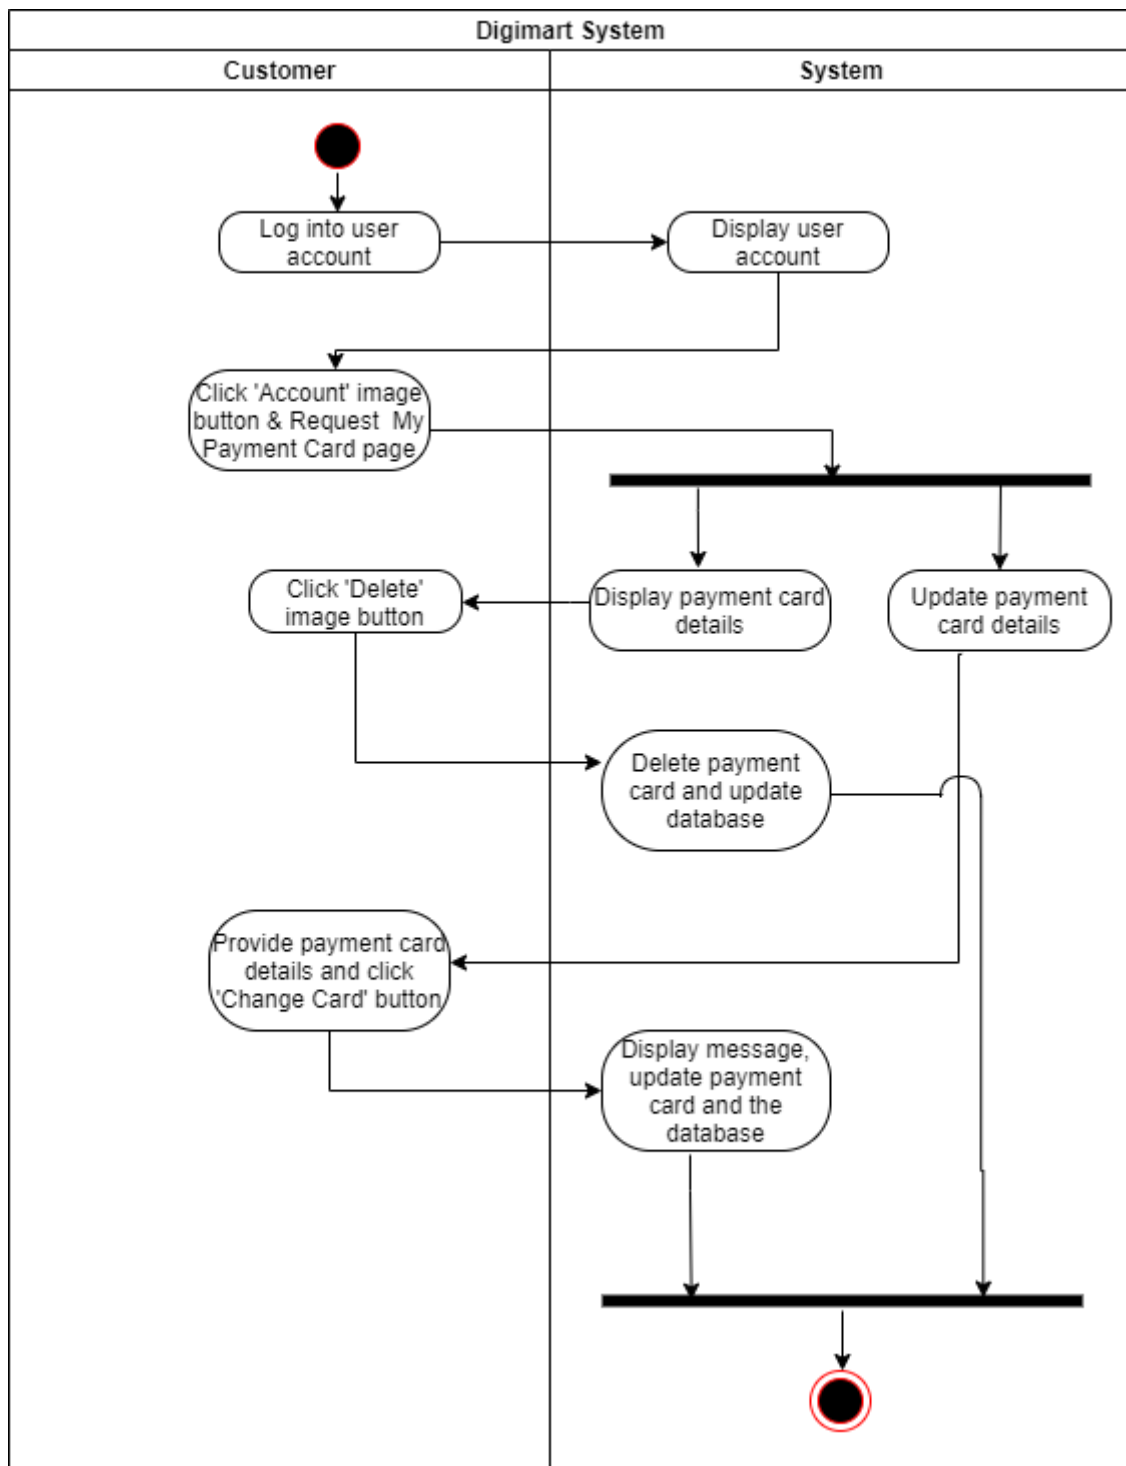 Digimart System
Customer
System
Log into user
account
Display user
account
Click 'Account' image
button & Request My
Payment Card page
Click 'Delete'
image button
Display payment card
details
Update payment
card details
Delete payment
card and update
database
Provide payment card
details and click
'Change Card' button
Display message,
update payment
card and the
database